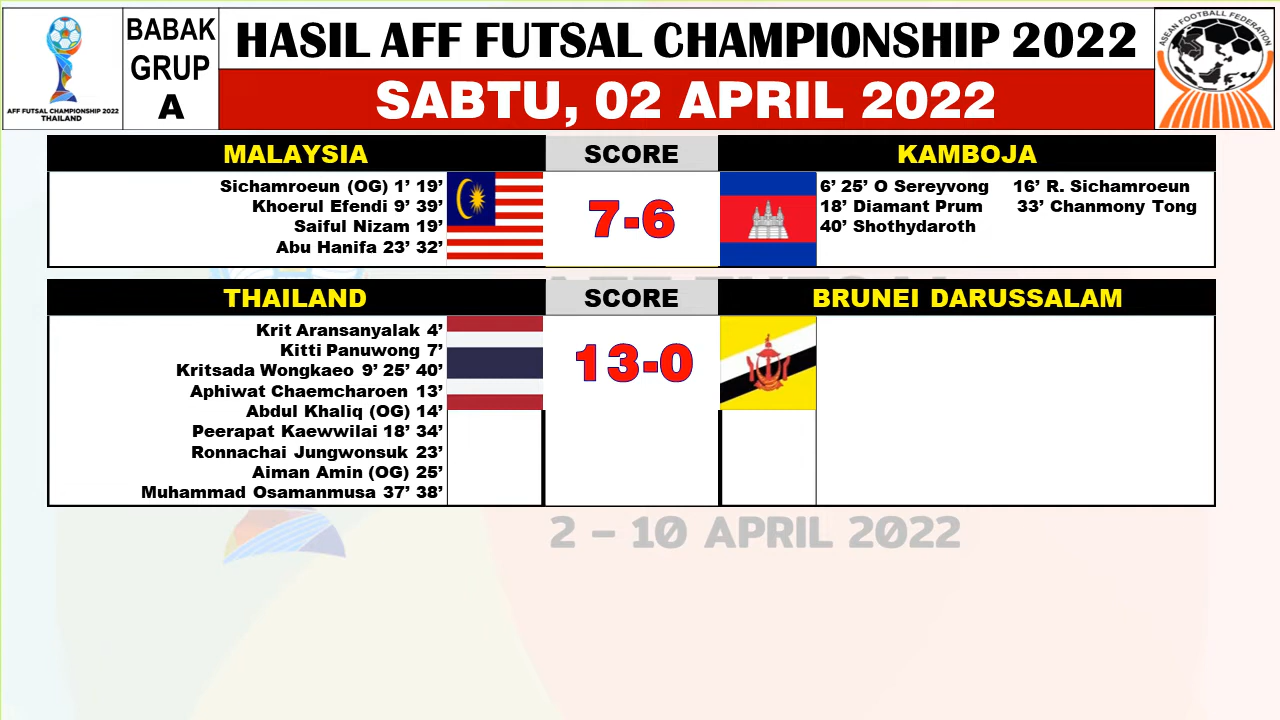 BABAK
GRUP
A
HASIL AFF FUTSAL CHAMPIONSHIP 2022
SABTU, 02 APRIL 2022
AFF FUTSAL CHAMPIONSHIP 2022
THAILAND
ASEAN FOOTBALL FEDERATION
MALAYSIA SCORE KAMBOJA
Sichamroeun (OG) 1’ 19’
Khoerul Efendi 9’ 39’
Saiful Nizam 19’
Abu Hanifa 23’ 32’
7-6
6’ 25’ O Sereyvong 16’ R. Sichamroeun
18’ Diamant Prum 33’ Chanmony Tong
40’ Shothydaroth
THAILAND SCORE BRUNEI DARUSSALAM
Krit Aransanyalak 4’
Kitti Panuwong 7’
Kritsada Wongkaeo 9’ 25’ 40’
Aphiwat Chaemcharoen 13’
Abdul Khaliq (OG) 14’
Peerapat Kaewwilai 18’ 34’
Ronnachai Jungwonsuk 23’
Aiman Amin (OG) 25’
Muhammad Osamanmusa 37’ 38’
13-0
2 – 10 APRIL 2022